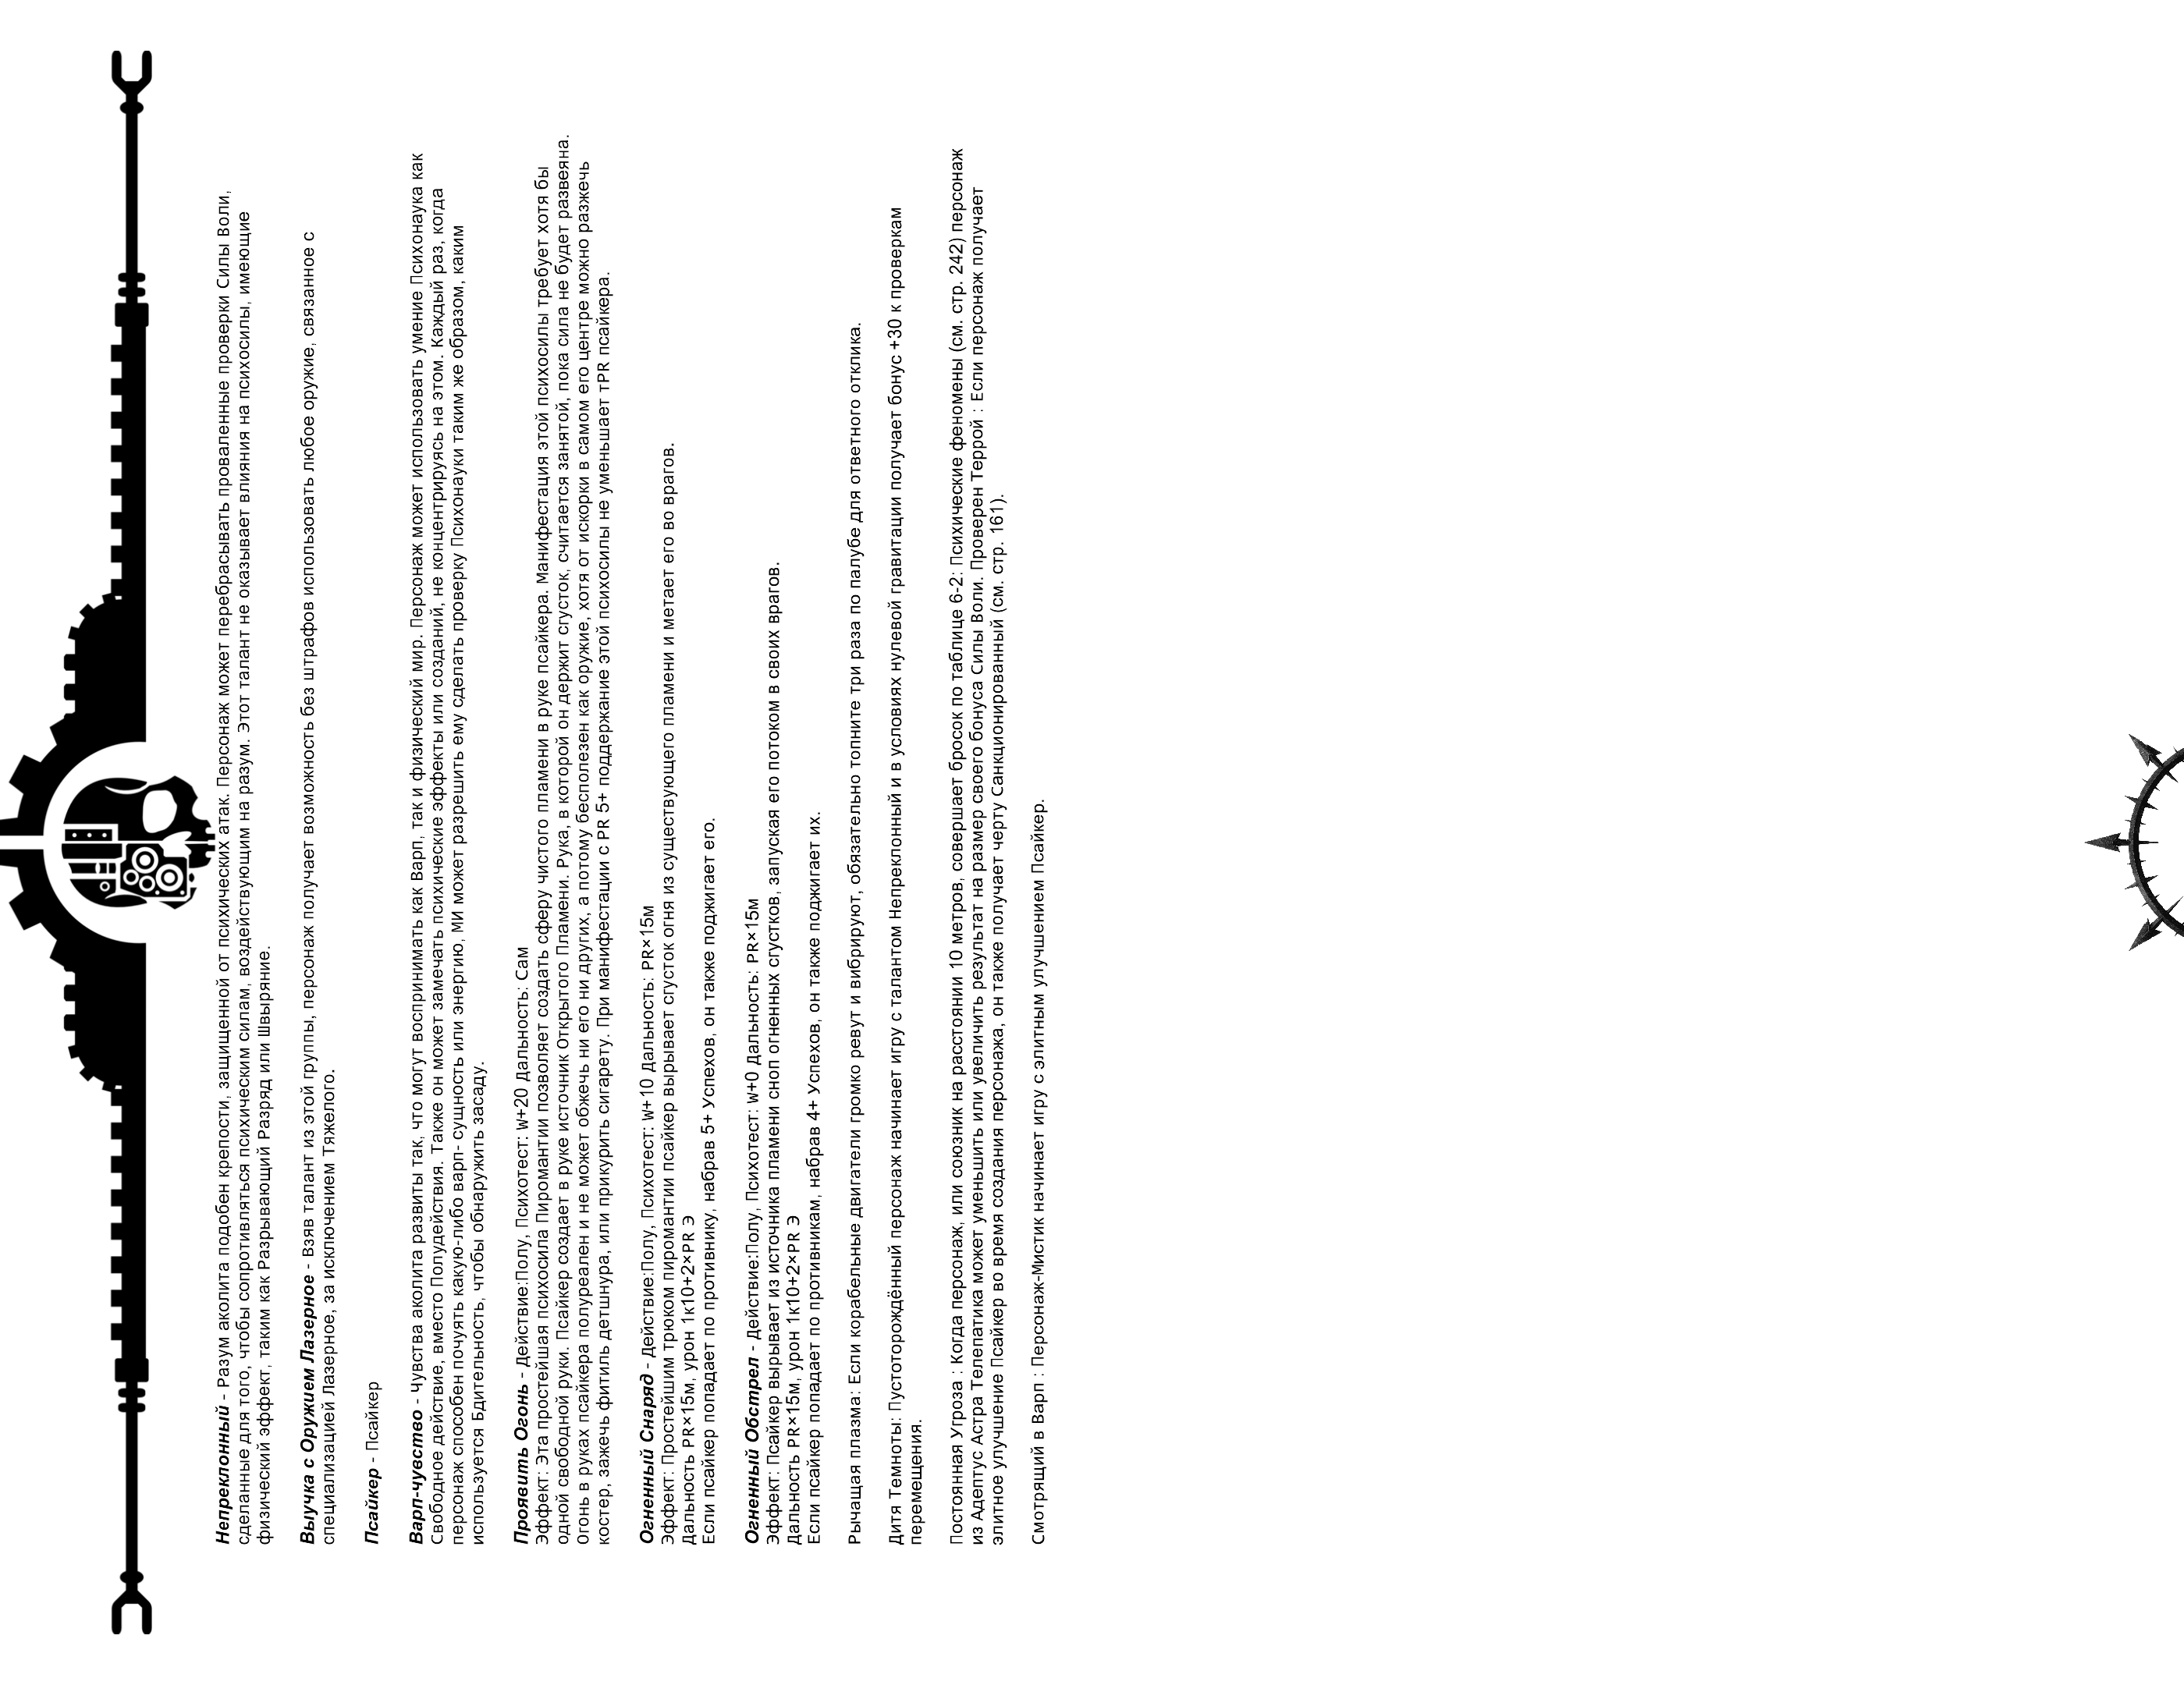 Непреклонный - Разум аколита подобен крепости, защищенной от психических атак. Персонаж может перебрасывать проваленные проверки Силы Воли,
сделанные для того, чтобы сопротивляться психическим силам, воздействующим на разум. Этот талант не оказывает влияния на психосилы, имеющие
физический эффект, таким как Разрывающий Разряд или Швыряние.
Выучка с Оружием Лазерное - Взяв талант из этой группы, персонаж получает возможность без штрафов использовать любое оружие, связанное с
специализацией Лазерное, за исключением Тяжелого.
Псайкер - Псайкер
Варп-чувство - Чувства аколита развиты так, что могут воспринимать как Варп, так и физический мир. Персонаж может использовать умение Психонаука как
Свободное действие, вместо Полудействия. Также он может замечать психические эффекты или созданий, не концентрируясь на этом. Каждый раз, когда
персонаж способен почуять какую-либо варп- сущность или энергию, МИ может разрешить ему сделать проверку Психонауки таким же образом, каким
используется Бдительность, чтобы обнаружить засаду.
Проявить Огонь - Действие:Полу, Психотест: W+20 Дальность: Сам
Эффект: Эта простейшая психосила Пиромантии позволяет создать сферу чистого пламени в руке псайкера. Манифестация этой психосилы требует хотя бы
одной свободной руки. Псайкер создает в руке источник Открытого Пламени. Рука, в которой он держит сгусток, считается занятой, пока сила не будет развеяна.
Огонь в руках псайкера полуреален и не может обжечь ни его ни других, а потому бесполезен как оружие, хотя от искорки в самом его центре можно разжечь
костер, зажечь фитиль детшнура, или прикурить сигарету. При манифестации с PR 5+ поддержание этой психосилы не уменьшает тPR псайкера.
Огненный Снаряд - Действие:Полу, Психотест: W+10 Дальность: PR×15м
Эффект: Простейшим трюком пиромантии псайкер вырывает сгусток огня из существующего пламени и метает его во врагов.
Дальность PR×15м, урон 1к10+2×PR Э
Если псайкер попадает по противнику, набрав 5+ Успехов, он также поджигает его.
Огненный Обстрел - Действие:Полу, Психотест: W+0 Дальность: PR×15м
Эффект: Псайкер вырывает из источника пламени сноп огненных сгустков, запуская его потоком в своих врагов.
Дальность PR×15м, урон 1к10+2×PR Э
Если псайкер попадает по противникам, набрав 4+ Успехов, он также поджигает их.
Рычащая плазма: Если корабельные двигатели громко ревут и вибрируют, обязательно топните три раза по палубе для ответного отклика.
Дитя Темноты: Пустоторождённый персонаж начинает игру с талантом Непреклонный и в условиях нулевой гравитации получает бонус +30 к проверкам
перемещения.
Постоянная Угроза : Когда персонаж, или союзник на расстоянии 10 метров, совершает бросок по таблице 6-2: Психические феномены (см. стр. 242) персонаж
из Адептус Астра Телепатика может уменьшить или увеличить результат на размер своего бонуса Силы Воли. Проверен Террой : Если персонаж получает
элитное улучшение Псайкер во время создания персонажа, он также получает черту Санкционированный (см. стр. 161).
Смотрящий в Варп : Персонаж-Мистик начинает игру с элитным улучшением Псайкер.